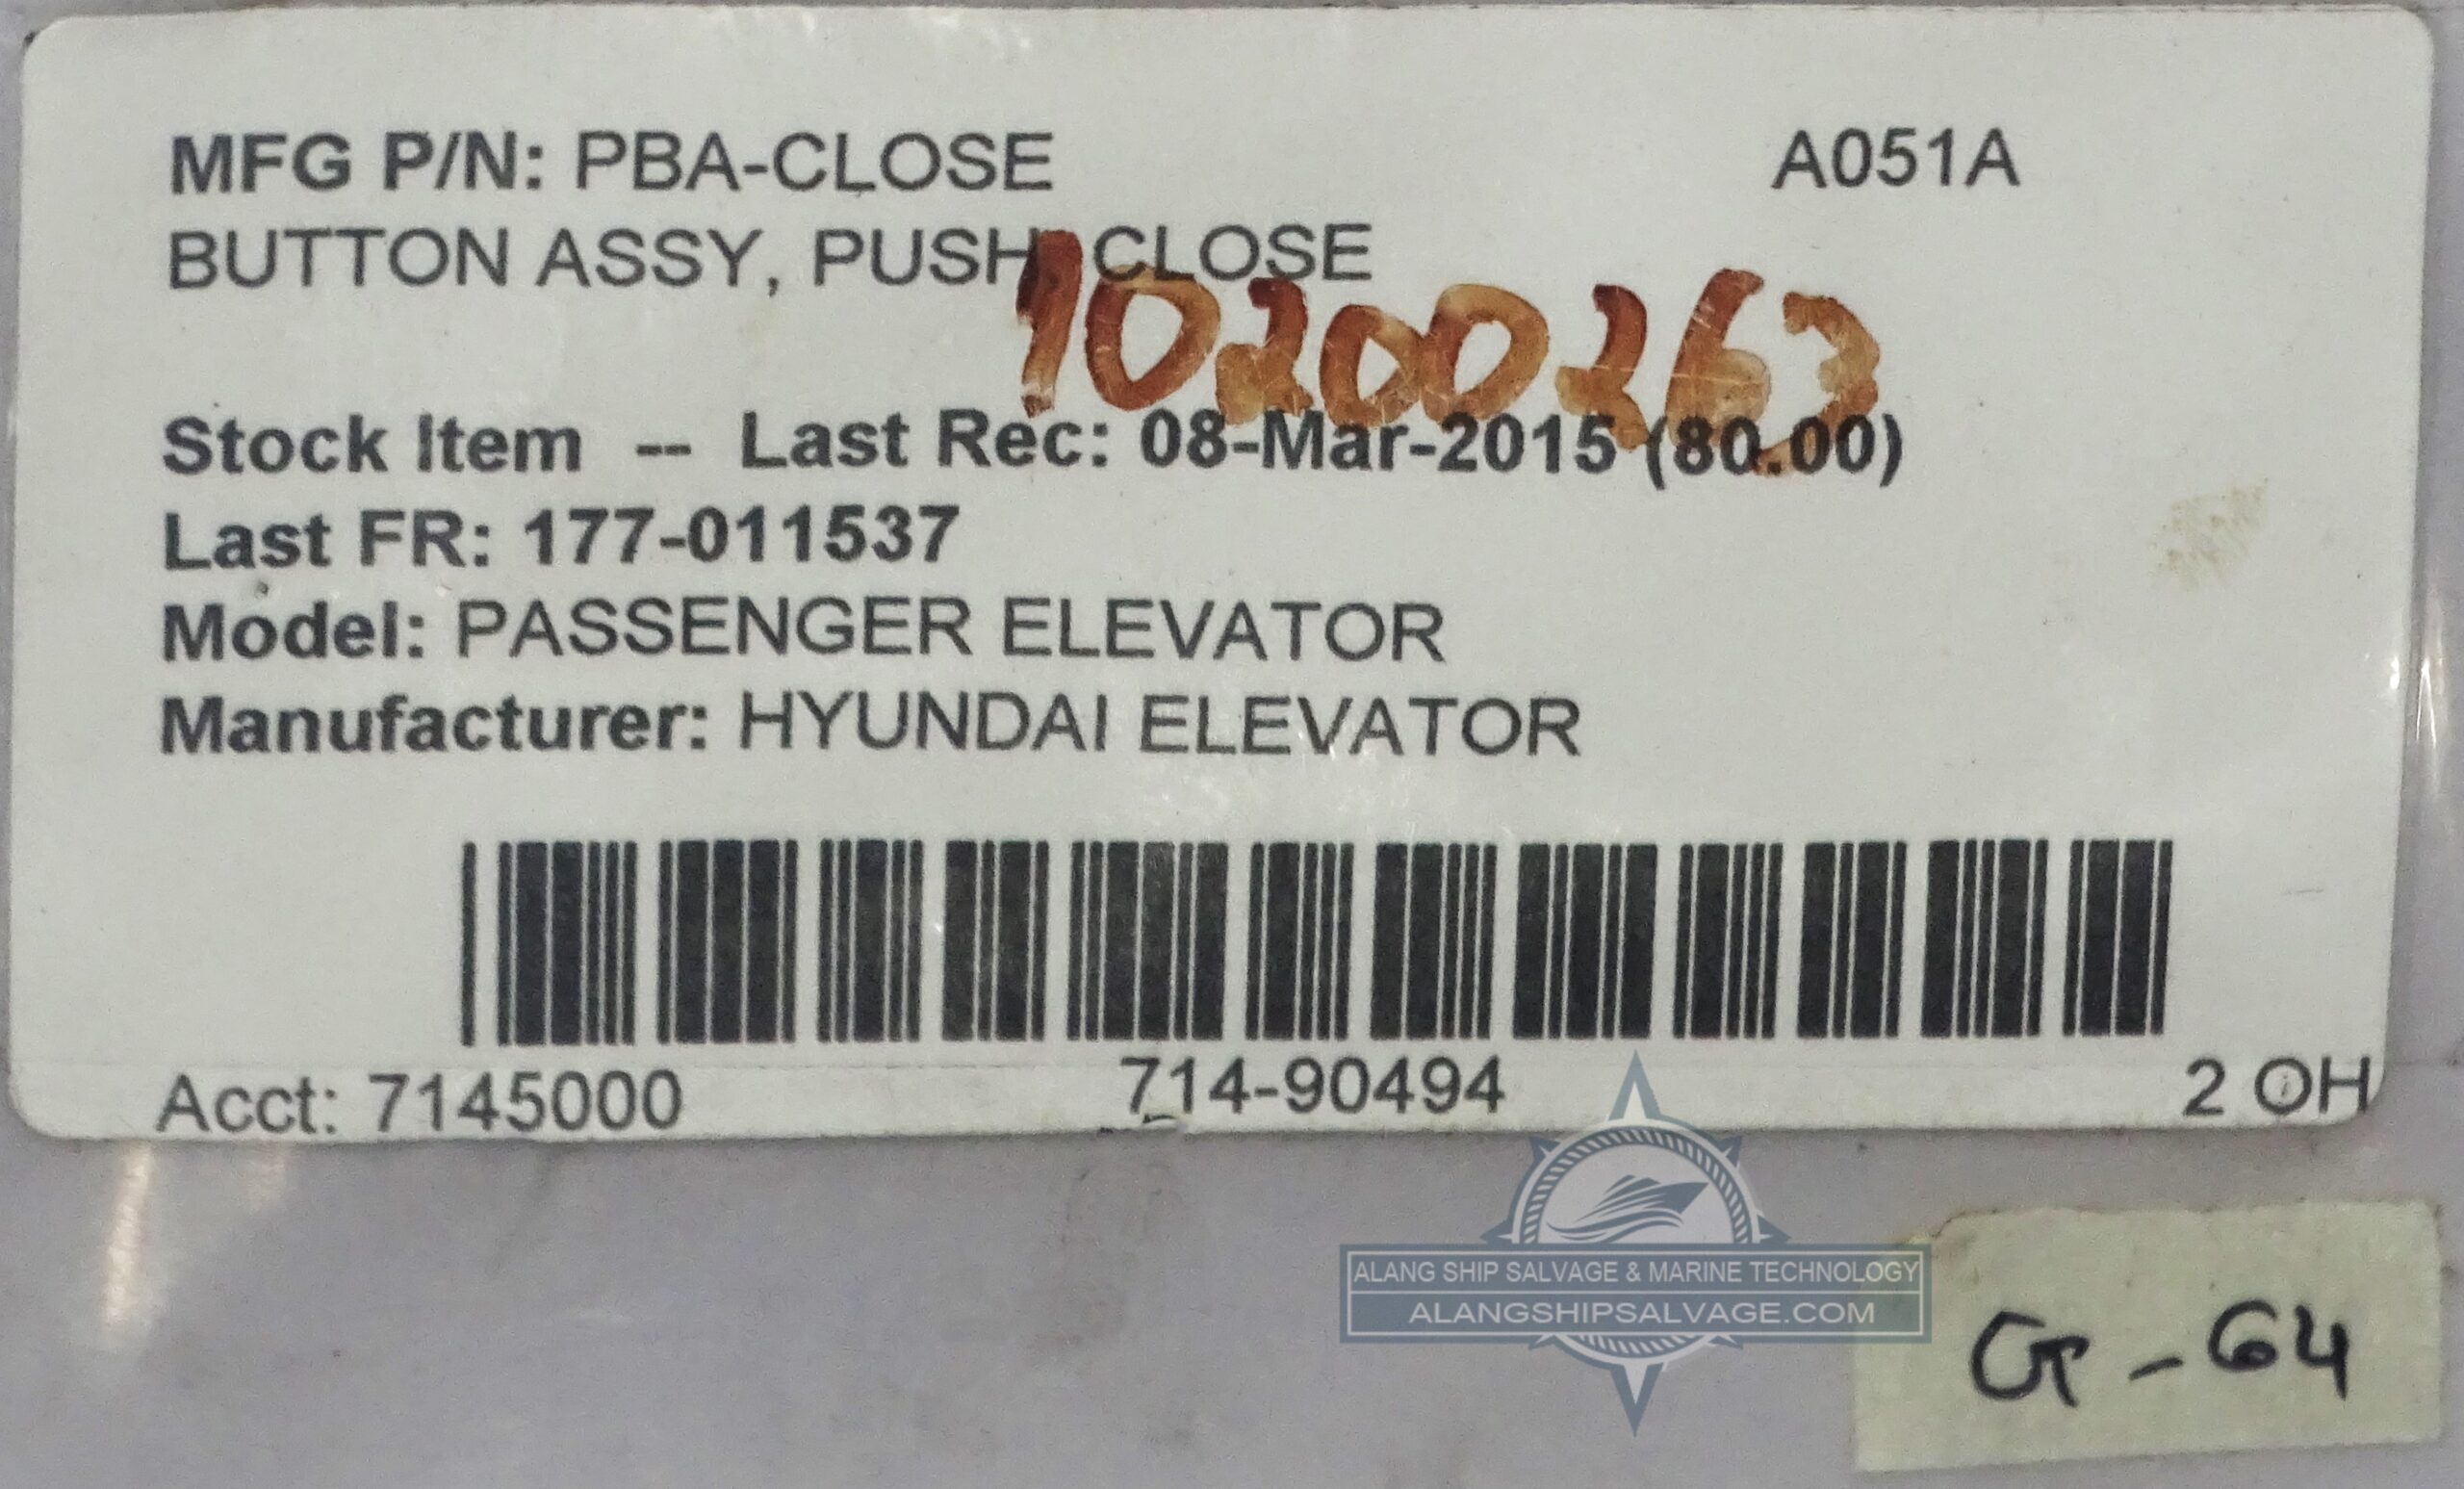 MFG P/N: PBA-CLOSE A051A
BUTTON ASSY, PUSH, CLOSE
10200263
Stock Item -- Last Rec: 08-Mar-2015 (80.00)
Last FR: 177-011537
Model: PASSENGER ELEVATOR
Manufacturer: HYUNDAI ELEVATOR
Acct: 7145000 714-90494 2 OH
ALANG SHIP SALVAGE & MARINE TECHNOLOGY
ALANGSHIPSALVAGE.COM
G-64